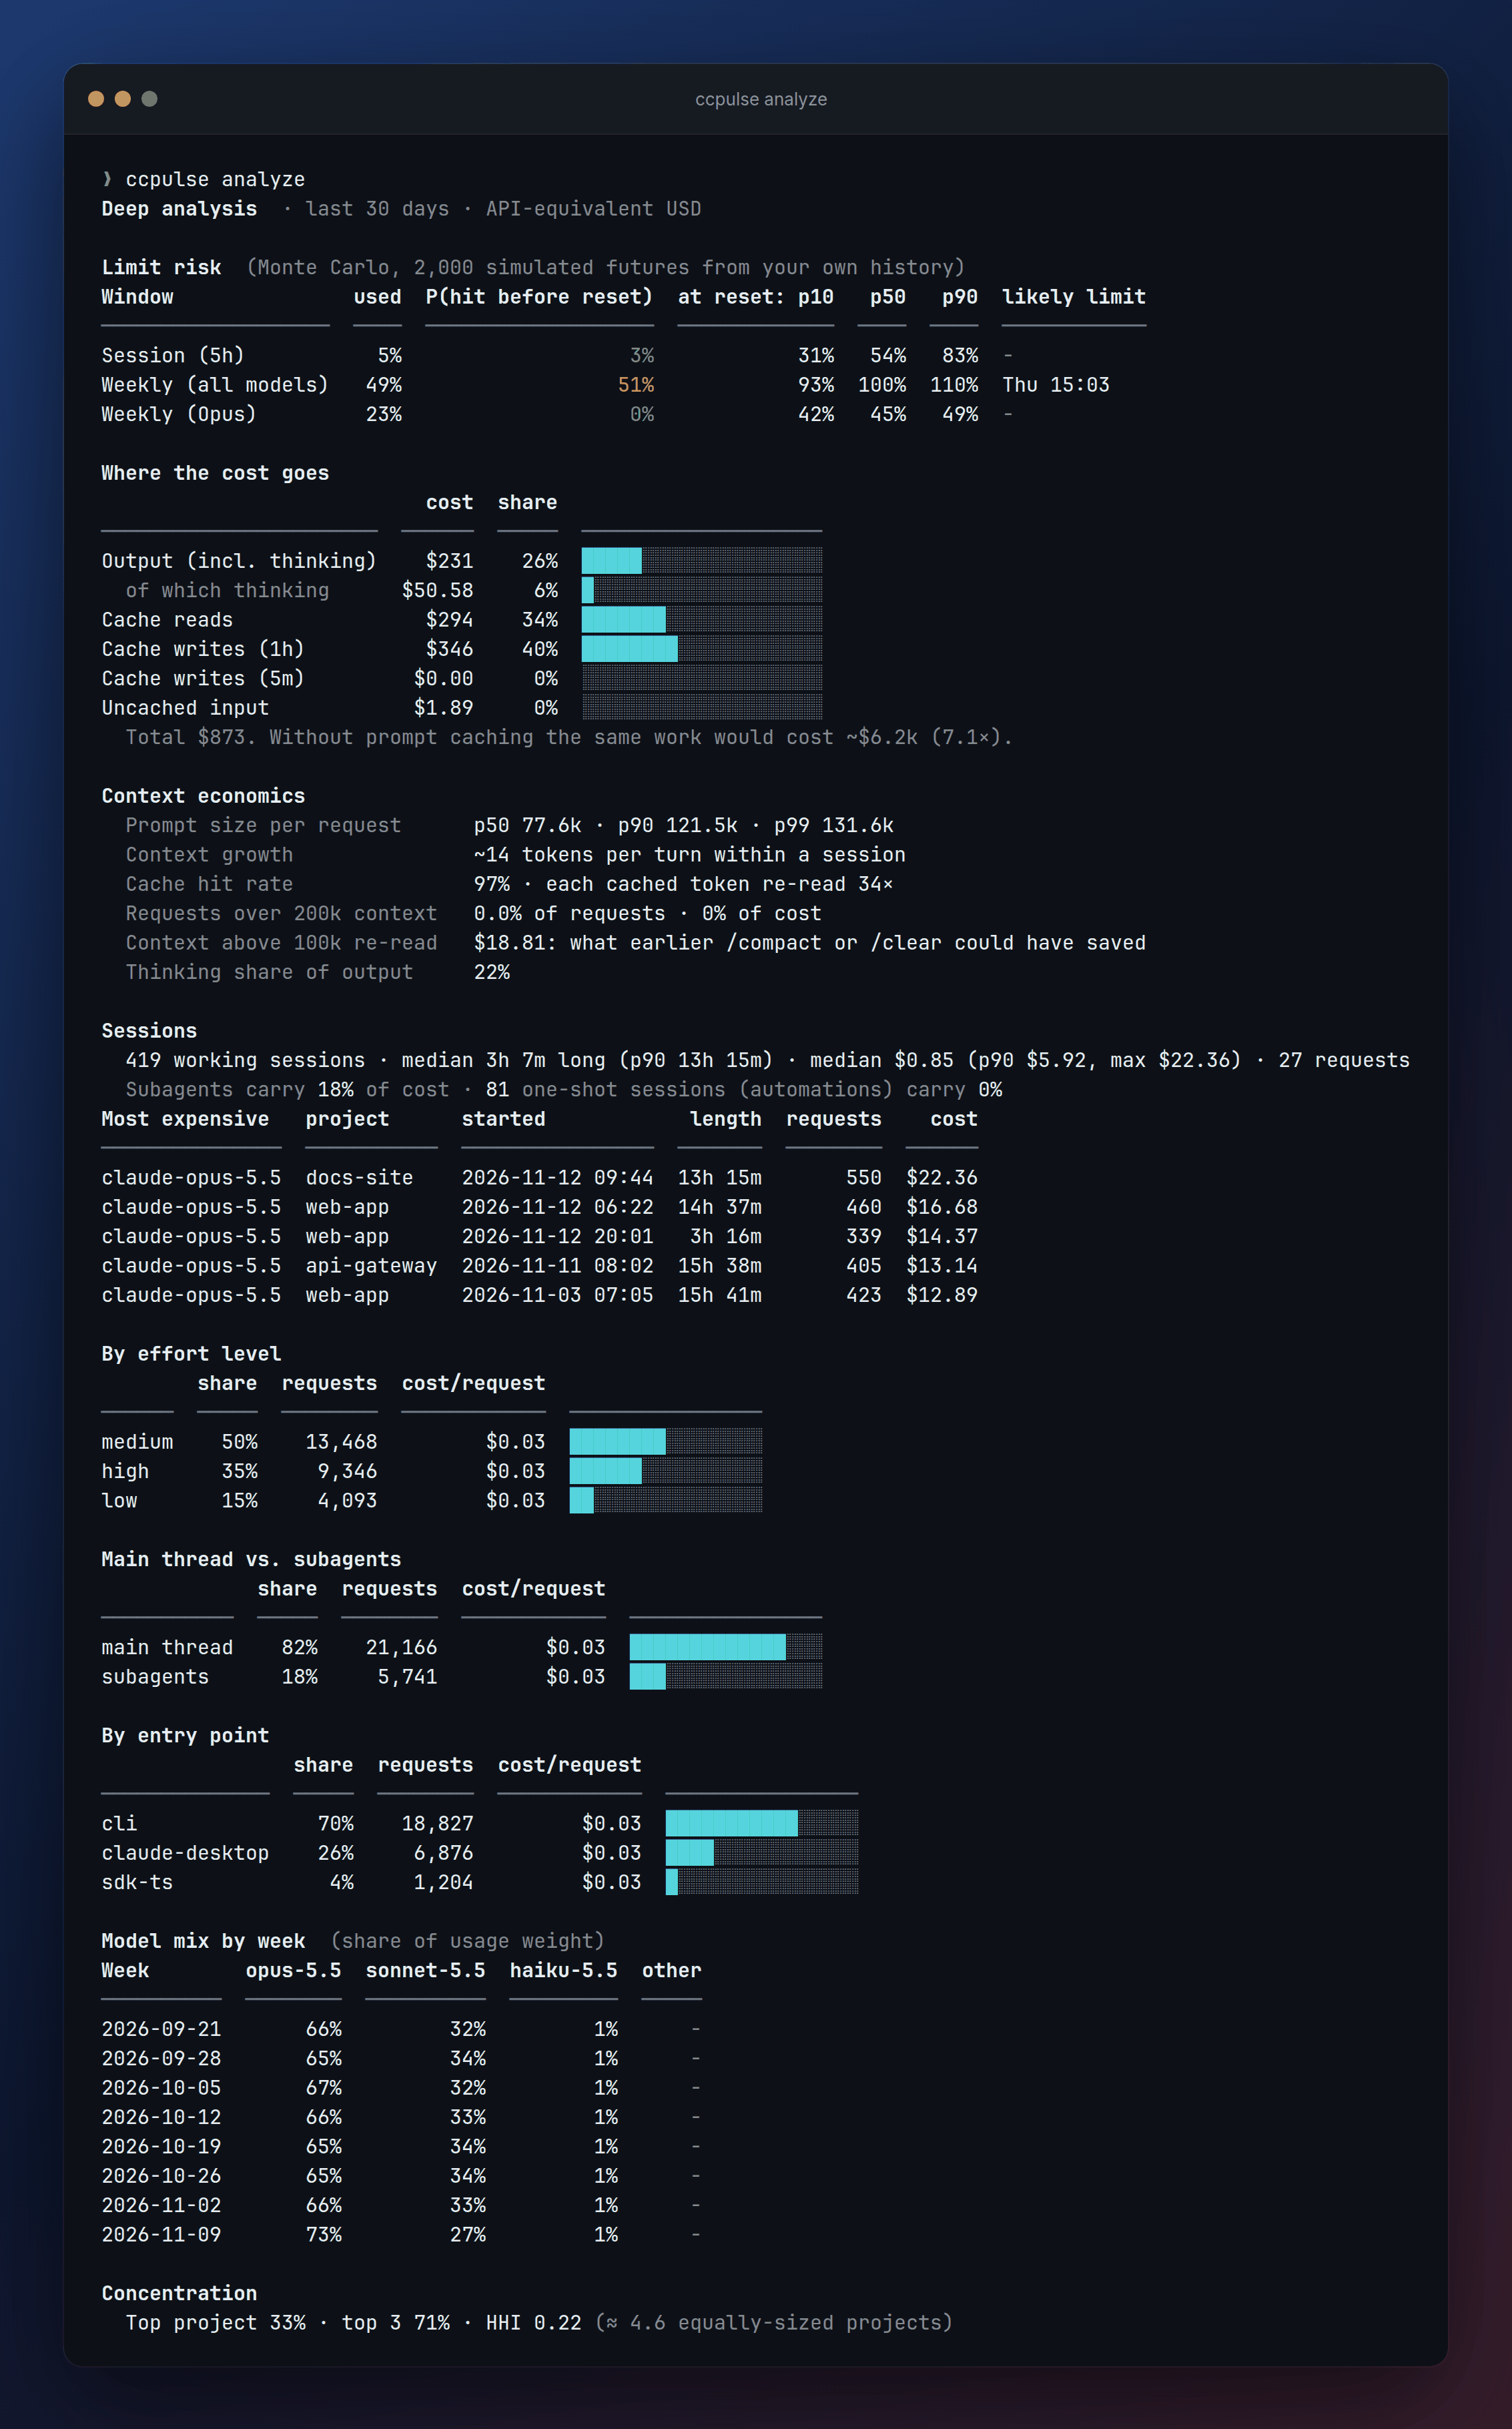 ccpulse analyze
❯ ccpulse analyze
Deep analysis · last 30 days · API-equivalent USD
Limit risk (Monte Carlo, 2,000 simulated futures from your own history)
Window used P(hit before reset) at reset: p10 p50 p90 likely limit
Session (5h) 5% 3% 31% 54% 83% -
Weekly (all models) 49% 51% 93% 100% 110% Thu 15:03
Weekly (Opus) 23% 0% 42% 45% 49% -
Where the cost goes
cost share
Output (incl. thinking) $231 26%
of which thinking $50.58 6%
Cache reads $294 34%
Cache writes (1h) $346 40%
Cache writes (5m) $0.00 0%
Uncached input $1.89 0%
Total $873. Without prompt caching the same work would cost ~$6.2k (7.1×).
Context economics
Prompt size per request p50 77.6k · p90 121.5k · p99 131.6k
Context growth ~14 tokens per turn within a session
Cache hit rate 97% · each cached token re-read 34×
Requests over 200k context 0.0% of requests · 0% of cost
Context above 100k re-read $18.81: what earlier /compact or /clear could have saved
Thinking share of output 22%
Sessions
419 working sessions · median 3h 7m long (p90 13h 15m) · median $0.85 (p90 $5.92, max $22.36) · 27 requests
Subagents carry 18% of cost · 81 one-shot sessions (automations) carry 0%
Most expensive project started length requests cost
claude-opus-5.5 docs-site 2026-11-12 09:44 13h 15m 550 $22.36
claude-opus-5.5 web-app 2026-11-12 06:22 14h 37m 460 $16.68
claude-opus-5.5 web-app 2026-11-12 20:01 3h 16m 339 $14.37
claude-opus-5.5 api-gateway 2026-11-11 08:02 15h 38m 405 $13.14
claude-opus-5.5 web-app 2026-11-03 07:05 15h 41m 423 $12.89
By effort level
share requests cost/request
medium 50% 13,468 $0.03
high 35% 9,346 $0.03
low 15% 4,093 $0.03
Main thread vs. subagents
share requests cost/request
main thread 82% 21,166 $0.03
subagents 18% 5,741 $0.03
By entry point
share requests cost/request
cli 70% 18,827 $0.03
claude-desktop 26% 6,876 $0.03
sdk-ts 4% 1,204 $0.03
Model mix by week (share of usage weight)
Week opus-5.5 sonnet-5.5 haiku-5.5 other
2026-09-21 66% 32% 1% -
2026-09-28 65% 34% 1% -
2026-10-05 67% 32% 1% -
2026-10-12 66% 33% 1% -
2026-10-19 65% 34% 1% -
2026-10-26 65% 34% 1% -
2026-11-02 66% 33% 1% -
2026-11-09 73% 27% 1% -
Concentration
Top project 33% · top 3 71% · HHI 0.22 (≈ 4.6 equally-sized projects)